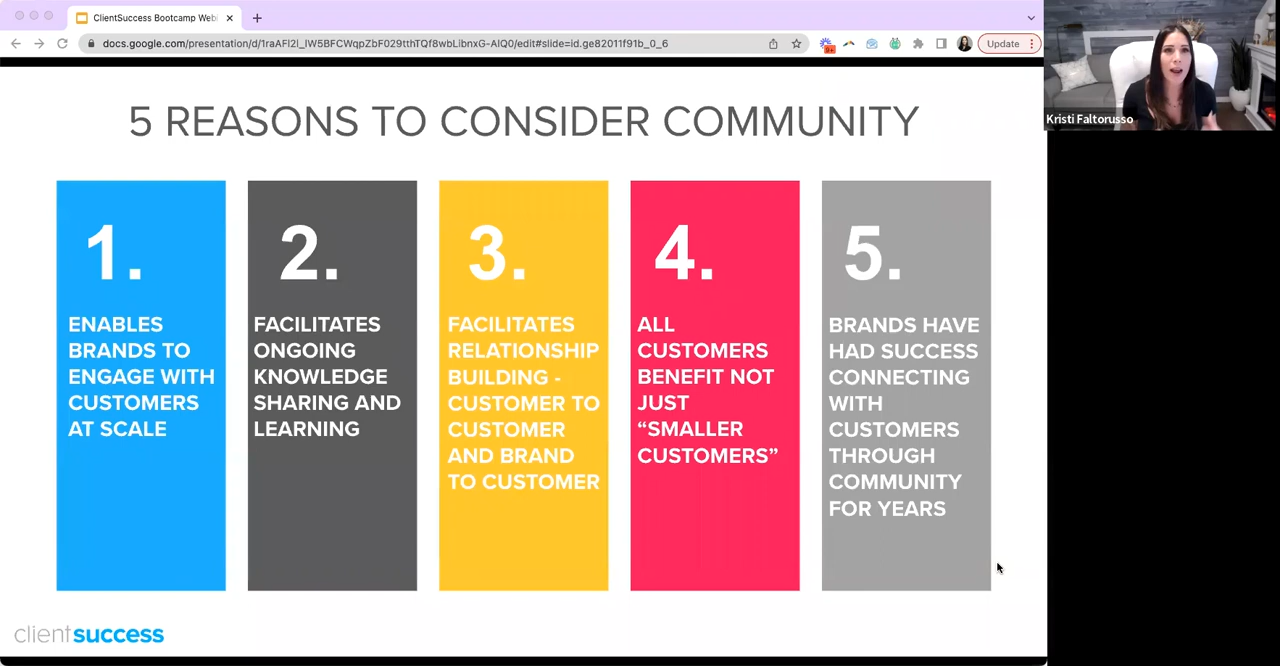 ClientSuccess Bootcamp Webi
docs.google.com/presentation/d/1raAFl2l_lW5BFCWqpZbF029tthTQf8wbLibnxG-AIQ0/edit#slide=id.ge82011f91b_0_6
9+
Update
Kristi Faltorusso
5 REASONS TO CONSIDER COMMUNITY
1.
ENABLES
BRANDS TO
ENGAGE WITH
CUSTOMERS
AT SCALE
2.
FACILITATES
ONGOING
KNOWLEDGE
SHARING AND
LEARNING
3.
FACILITATES
RELATIONSHIP
BUILDING -
CUSTOMER TO
CUSTOMER
AND BRAND
TO CUSTOMER
4.
ALL
CUSTOMERS
BENEFIT NOT
JUST
“SMALLER
CUSTOMERS”
5.
BRANDS HAVE
HAD SUCCESS
CONNECTING
WITH
CUSTOMERS
THROUGH
COMMUNITY
FOR YEARS
clientsuccess